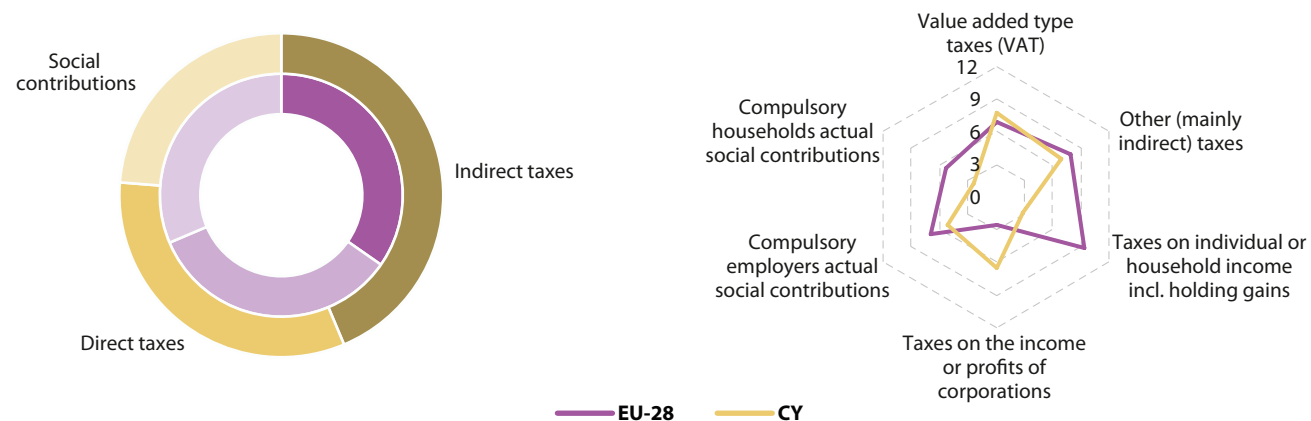 Social
contributions
Indirect taxes
Direct taxes
Value added type
taxes (VAT)
12
9
6
3
0
Other (mainly
indirect) taxes
Taxes on individual or
household income
incl. holding gains
Taxes on the income
or profits of
corporations
Compulsory
employers actual
social contributions
Compulsory
households actual
social contributions
EU-28
CY